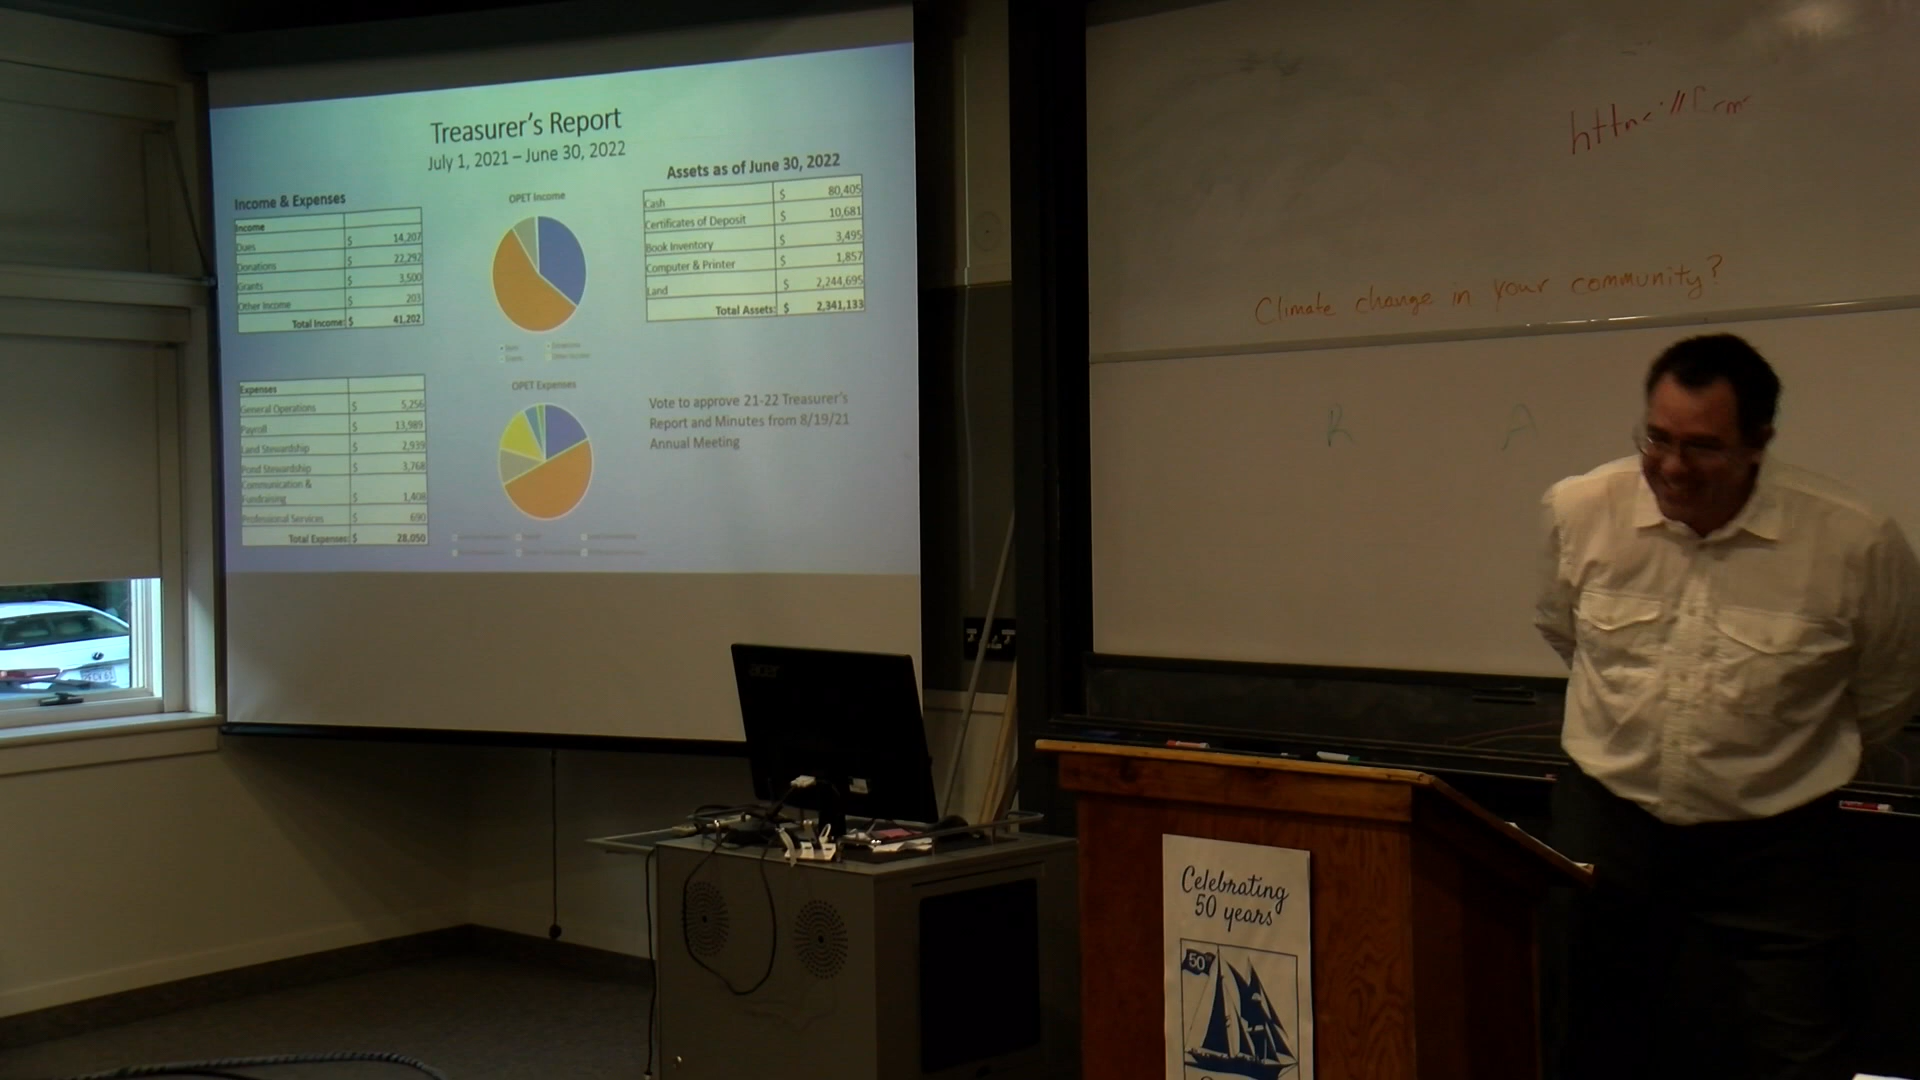 Treasurer's Report
July 1, 2021 – June 30, 2022
Income & Expenses
Income
Dues $ 14,207
Donations $ 22,292
Grants $ 3,500
Other Income $ 203
Total Income: $ 41,202
OPET Income
Assets as of June 30, 2022
Cash $ 80,405
Certificates of Deposit $ 10,681
Book Inventory $ 3,495
Computer & Printer $ 1,857
Land $ 2,244,695
Total Assets: $ 2,341,133
Expenses
General Operations $ 5,256
Payroll $ 13,989
Land Stewardship $ 2,939
Pond Stewardship $ 3,768
Communication &
Fundraising $ 1,408
Professional Services $ 690
Total Expenses: $ 28,050
OPET Expenses
Vote to approve 21-22 Treasurer's
Report and Minutes from 8/19/21
Annual Meeting
Climate change in your community?
R A
acer
Celebrating
50 years
50